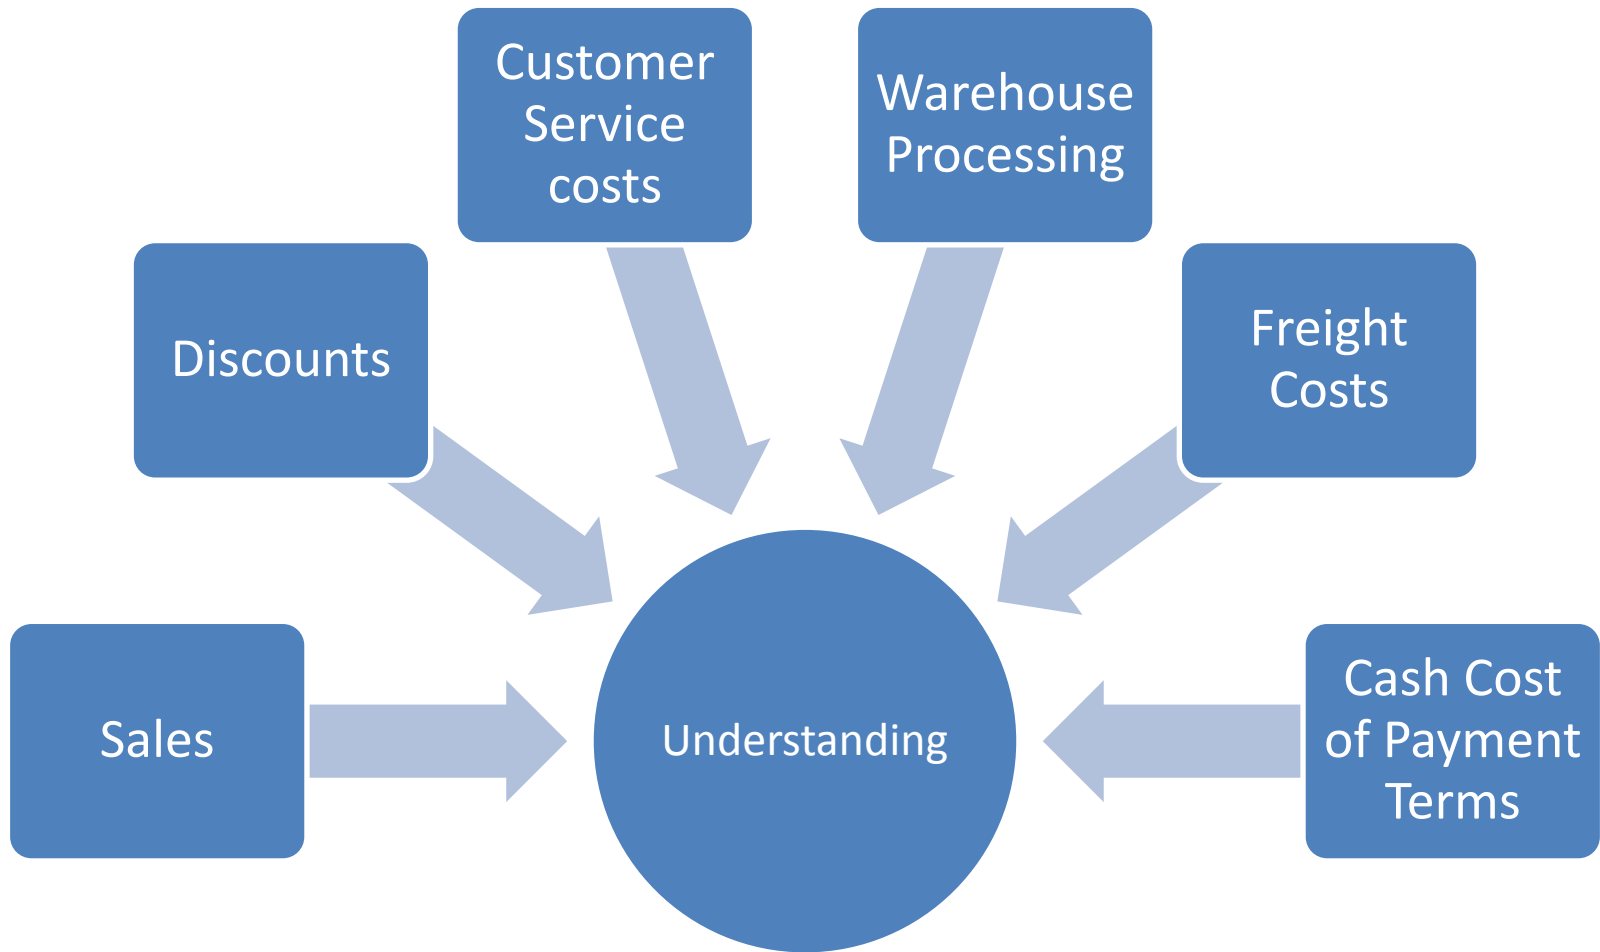 Customer
Service
costs
Warehouse
Processing
Discounts
Freight
Costs
Sales
Understanding
Cash Cost
of Payment
Terms